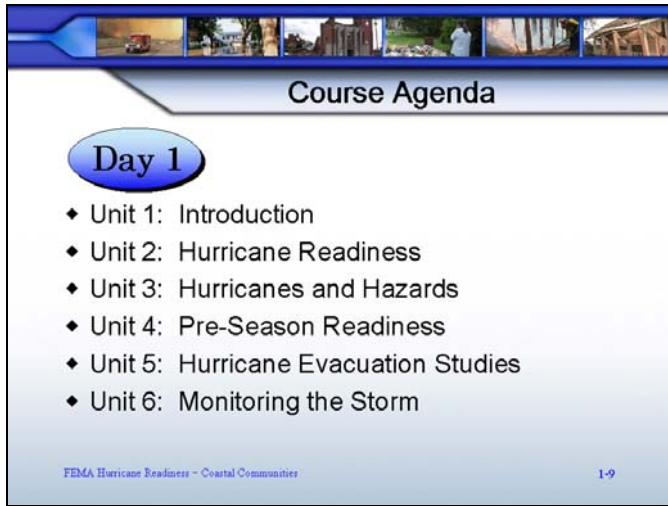 Course Agenda
Day 1
Unit 1: Introduction
Unit 2: Hurricane Readiness
Unit 3: Hurricanes and Hazards
Unit 4: Pre-Season Readiness
Unit 5: Hurricane Evacuation Studies
Unit 6: Monitoring the Storm
FEMA Hurricane Readiness - Coastal Communities 1-9